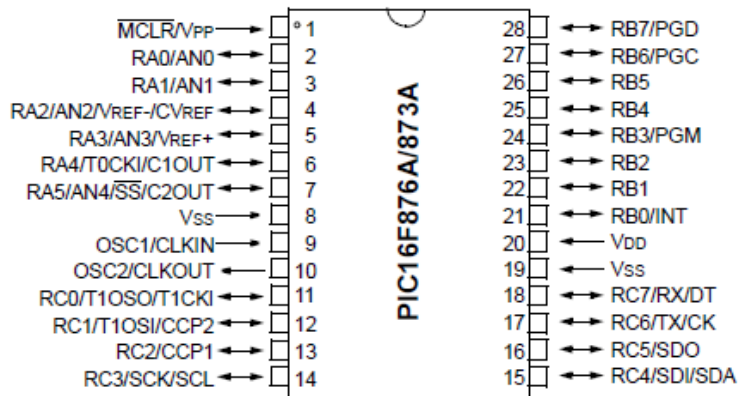 MCLR/VPP 1
RA0/AN0 2
RA1/AN1 3
RA2/AN2/VREF-/CVREF 4
RA3/AN3/VREF+ 5
RA4/T0CKI/C1OUT 6
RA5/AN4/SS/C2OUT 7
VSS 8
OSC1/CLKIN 9
OSC2/CLKOUT 10
RC0/T1OSO/T1CKI 11
RC1/T1OSI/CCP2 12
RC2/CCP1 13
RC3/SCK/SCL 14
PIC16F876A/873A
28 RB7/PGD
27 RB6/PGC
26 RB5
25 RB4
24 RB3/PGM
23 RB2
22 RB1
21 RB0/INT
20 VDD
19 VSS
18 RC7/RX/DT
17 RC6/TX/CK
16 RC5/SDO
15 RC4/SDI/SDA